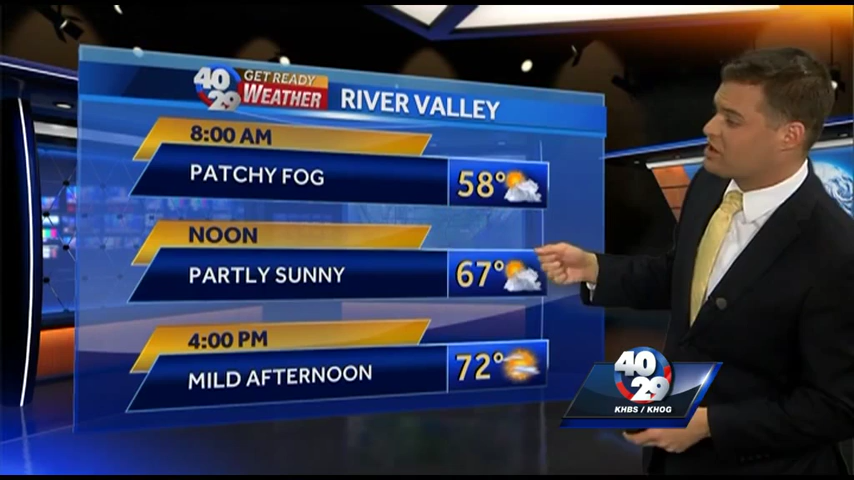 40
29
GET READY
WEATHER
RIVER VALLEY
8:00 AM
PATCHY FOG
58°
NOON
PARTLY SUNNY
67°
4:00 PM
MILD AFTERNOON
72°
40
29
KHBS / KHOG